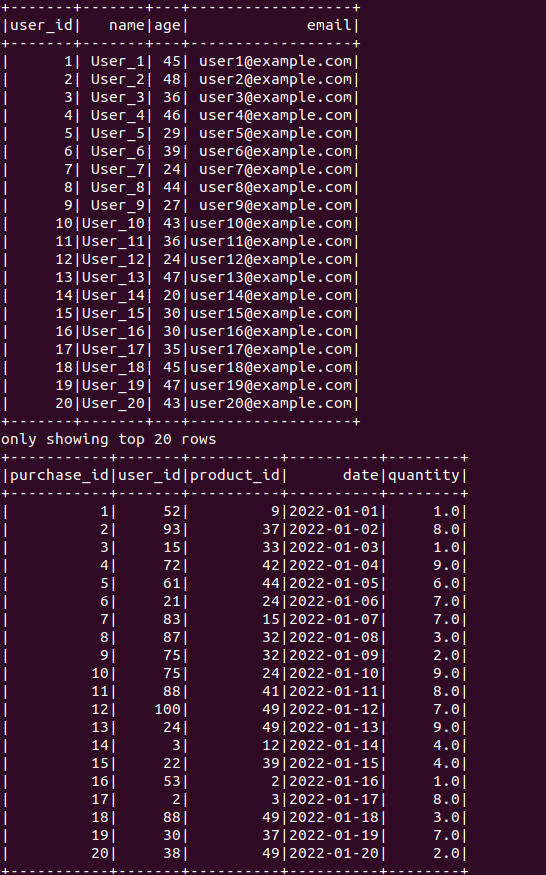 +-------+-------+---+------------------+
|user_id|   name|age|             email|
+-------+-------+---+------------------+
|      1| User_1| 45| user1@example.com|
|      2| User_2| 48| user2@example.com|
|      3| User_3| 36| user3@example.com|
|      4| User_4| 46| user4@example.com|
|      5| User_5| 29| user5@example.com|
|      6| User_6| 39| user6@example.com|
|      7| User_7| 24| user7@example.com|
|      8| User_8| 44| user8@example.com|
|      9| User_9| 27| user9@example.com|
|     10|User_10| 43|user10@example.com|
|     11|User_11| 36|user11@example.com|
|     12|User_12| 24|user12@example.com|
|     13|User_13| 47|user13@example.com|
|     14|User_14| 20|user14@example.com|
|     15|User_15| 30|user15@example.com|
|     16|User_16| 30|user16@example.com|
|     17|User_17| 35|user17@example.com|
|     18|User_18| 45|user18@example.com|
|     19|User_19| 47|user19@example.com|
|     20|User_20| 43|user20@example.com|
+-------+-------+---+------------------+
only showing top 20 rows
+-----------+-------+----------+----------+--------+
|purchase_id|user_id|product_id|      date|quantity|
+-----------+-------+----------+----------+--------+
|          1|     52|         9|2022-01-01|     1.0|
|          2|     93|        37|2022-01-02|     8.0|
|          3|     15|        33|2022-01-03|     1.0|
|          4|     72|        42|2022-01-04|     9.0|
|          5|     61|        44|2022-01-05|     6.0|
|          6|     21|        24|2022-01-06|     7.0|
|          7|     83|        15|2022-01-07|     7.0|
|          8|     87|        32|2022-01-08|     3.0|
|          9|     75|        32|2022-01-09|     2.0|
|         10|     75|        24|2022-01-10|     9.0|
|         11|     88|        41|2022-01-11|     8.0|
|         12|    100|        49|2022-01-12|     7.0|
|         13|     24|        49|2022-01-13|     9.0|
|         14|      3|        12|2022-01-14|     4.0|
|         15|     22|        39|2022-01-15|     4.0|
|         16|     53|         2|2022-01-16|     1.0|
|         17|      2|         3|2022-01-17|     8.0|
|         18|     88|        49|2022-01-18|     3.0|
|         19|     30|        37|2022-01-19|     7.0|
|         20|     38|        49|2022-01-20|     2.0|
+-----------+-------+----------+----------+--------+